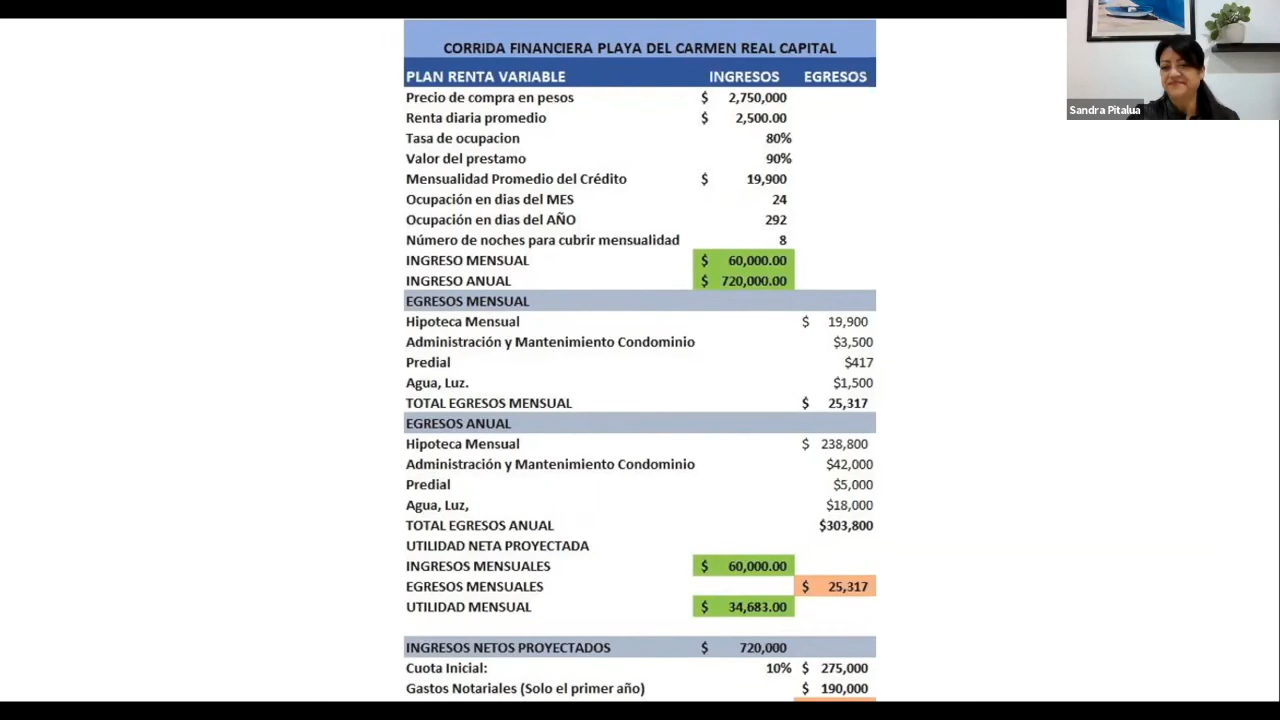 CORRIDA FINANCIERA PLAYA DEL CARMEN REAL CAPITAL
PLAN RENTA VARIABLE INGRESOS EGRESOS
Precio de compra en pesos $ 2,750,000
Renta diaria promedio $ 2,500.00
Tasa de ocupacion 80%
Valor del prestamo 90%
Mensualidad Promedio del Crédito $ 19,900
Ocupación en dias del MES 24
Ocupación en dias del AÑO 292
Número de noches para cubrir mensualidad 8
INGRESO MENSUAL $ 60,000.00
INGRESO ANUAL $ 720,000.00
EGRESOS MENSUAL
Hipoteca Mensual $ 19,900
Administración y Mantenimiento Condominio $3,500
Predial $417
Agua, Luz. $1,500
TOTAL EGRESOS MENSUAL $ 25,317
EGRESOS ANUAL
Hipoteca Mensual $ 238,800
Administración y Mantenimiento Condominio $42,000
Predial $5,000
Agua, Luz, $18,000
TOTAL EGRESOS ANUAL $303,800
UTILIDAD NETA PROYECTADA
INGRESOS MENSUALES $ 60,000.00
EGRESOS MENSUALES $ 25,317
UTILIDAD MENSUAL $ 34,683.00
INGRESOS NETOS PROYECTADOS $ 720,000
Cuota Inicial: 10% $ 275,000
Gastos Notariales (Solo el primer año) $ 190,000
Sandra Pitalua